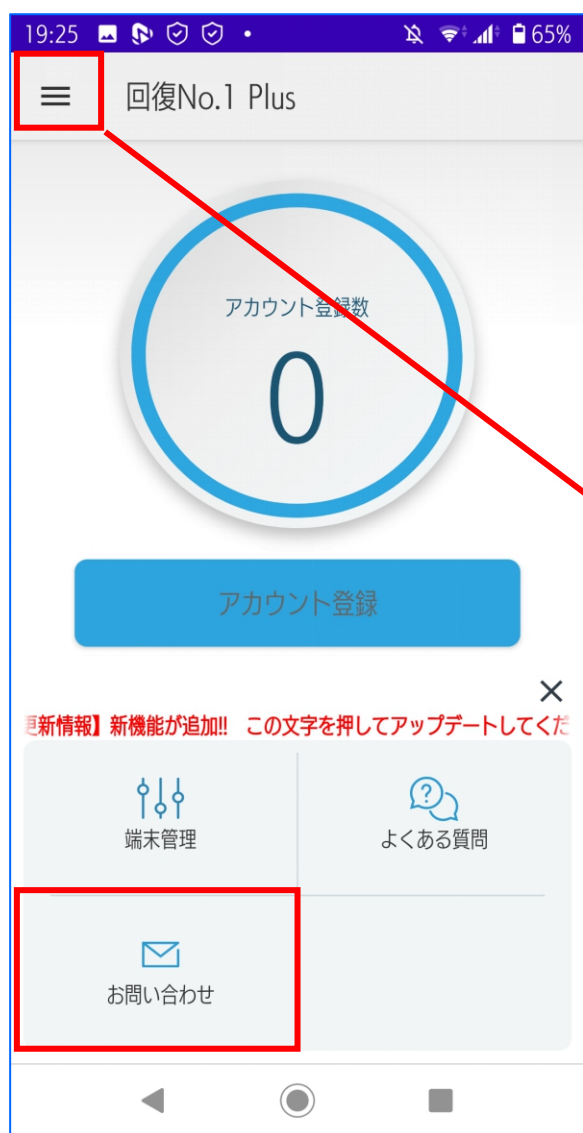 19:25 65%
回復No.1 Plus
アカウント登録数
0
アカウント登録
更新情報】新機能が追加!! この文字を押してアップデートしてくだ
端末管理
よくある質問
お問い合わせ